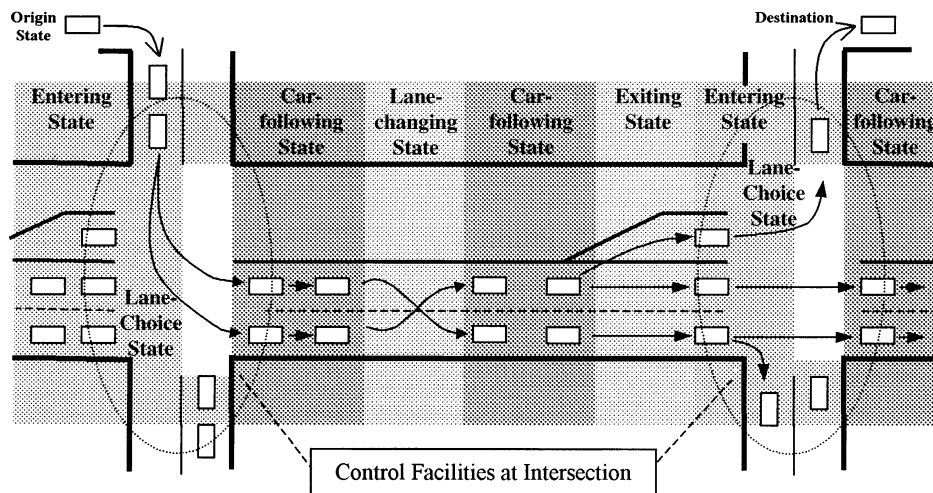 Origin
State
Destination
Entering
State
Car-
following
State
Lane-
changing
State
Car-
following
State
Exiting
State
Entering
State
Car-
following
State
Lane-
Choice
State
Lane-
Choice
State
Control Facilities at Intersection